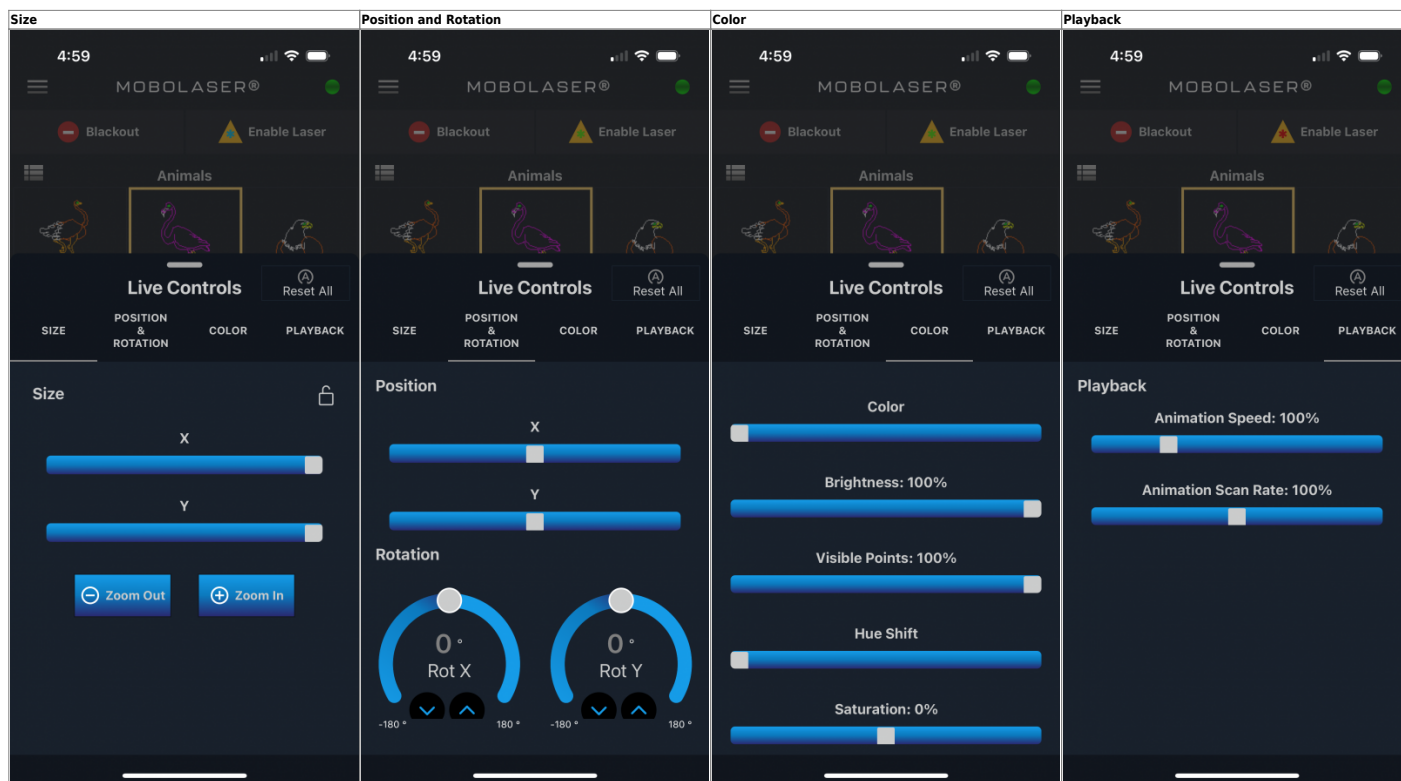 Size
Position and Rotation
Color
Playback
4:59
MOBOLASER®
Blackout
Enable Laser
Animals
Live Controls
Reset All
SIZE
POSITION
&
ROTATION
COLOR
PLAYBACK
Size
X
Y
Zoom Out
Zoom In
4:59
MOBOLASER®
Blackout
Enable Laser
Animals
Live Controls
Reset All
SIZE
POSITION
&
ROTATION
COLOR
PLAYBACK
Position
X
Y
Rotation
0 °
Rot X
-180 °
180 °
0 °
Rot Y
-180 °
180 °
4:59
MOBOLASER®
Blackout
Enable Laser
Animals
Live Controls
Reset All
SIZE
POSITION
&
ROTATION
COLOR
PLAYBACK
Color
Brightness: 100%
Visible Points: 100%
Hue Shift
Saturation: 0%
4:59
MOBOLASER®
Blackout
Enable Laser
Animals
Live Controls
Reset All
SIZE
POSITION
&
ROTATION
COLOR
PLAYBACK
Playback
Animation Speed: 100%
Animation Scan Rate: 100%